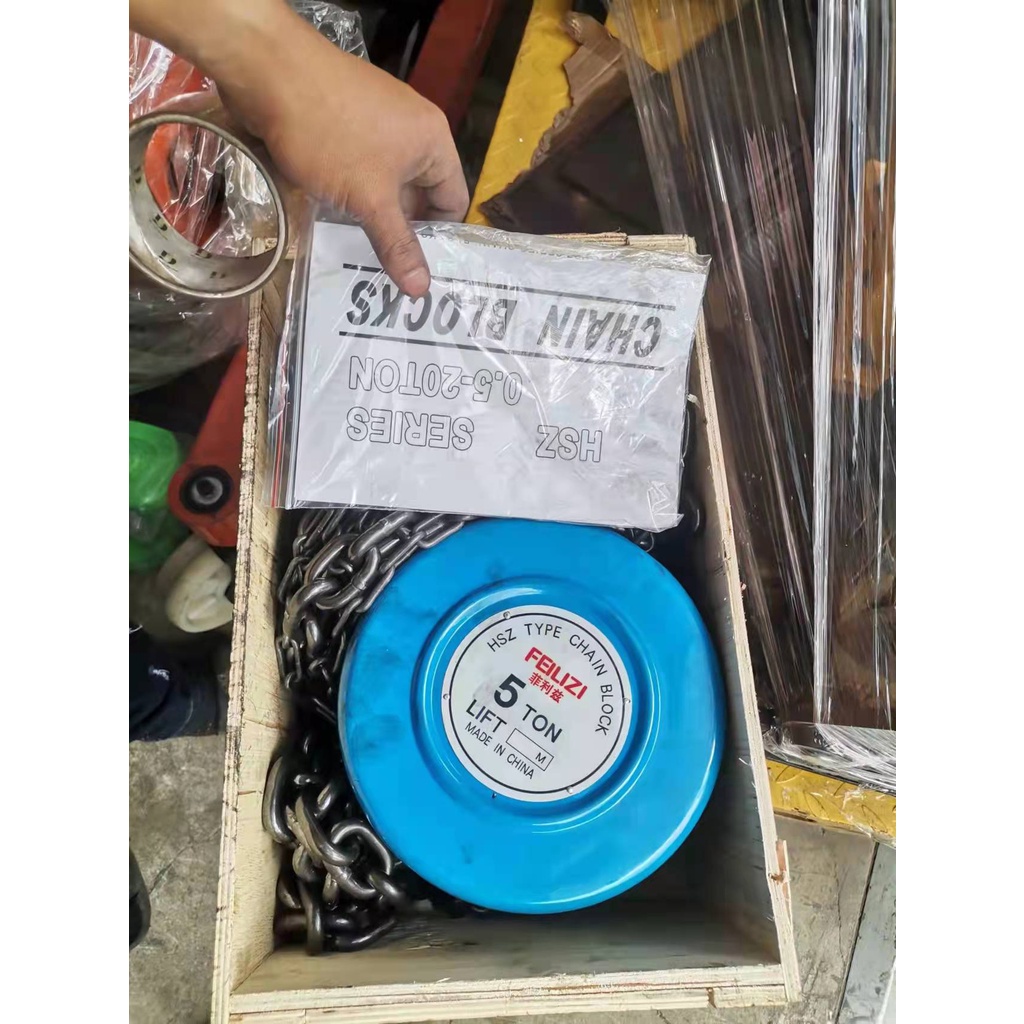 CHAIN BLOCKS
0.5-20TON
HSZ SERIES
HSZ TYPE CHAIN BLOCK
FEILIZI
菲利兹
5 TON
LIFT M
MADE IN CHINA